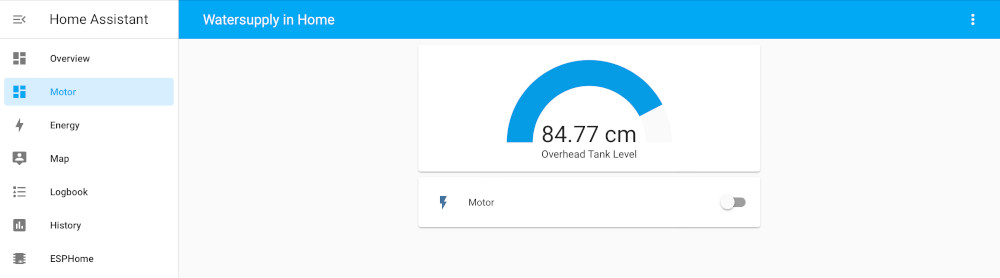 Home Assistant
Watersupply in Home
Overview
Motor
Energy
Map
Logbook
History
ESPHome
84.77 cm
Overhead Tank Level
Motor